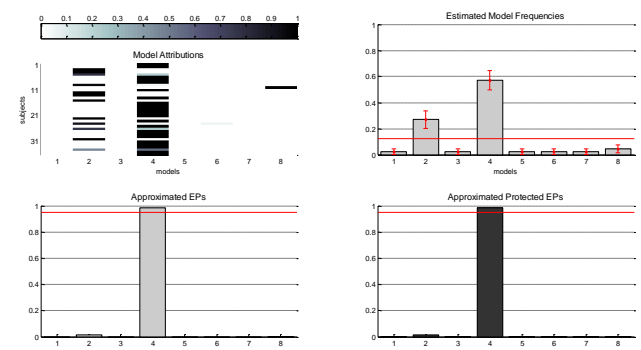 0 0.1 0.2 0.3 0.4 0.5 0.6 0.7 0.8 0.9 1
Model Attributions
subjects
1
11
21
31
1 2 3 4 5 6 7 8
models
Estimated Model Frequencies
1
0.8
0.6
0.4
0.2
0
1 2 3 4 5 6 7 8
models
Approximated EPs
1
0.8
0.6
0.4
0.2
0
1 2 3 4 5 6 7 8
Approximated Protected EPs
1
0.8
0.6
0.4
0.2
0
1 2 3 4 5 6 7 8